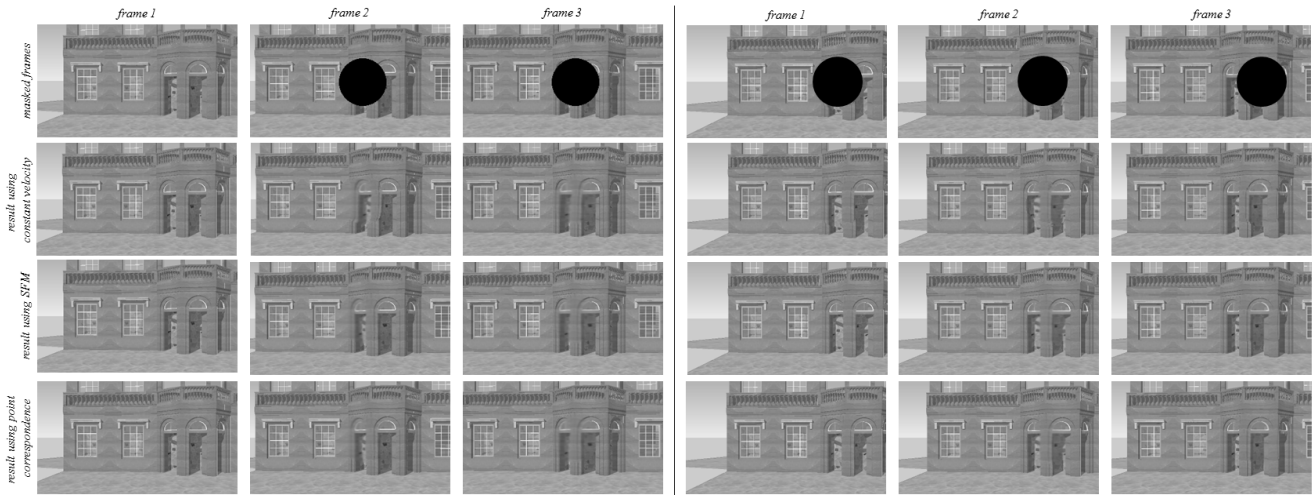 frame 1 frame 2 frame 3 frame 1 frame 2 frame 3
masked frames
result using
constant velocity
result using SFM
result using point
correspondence